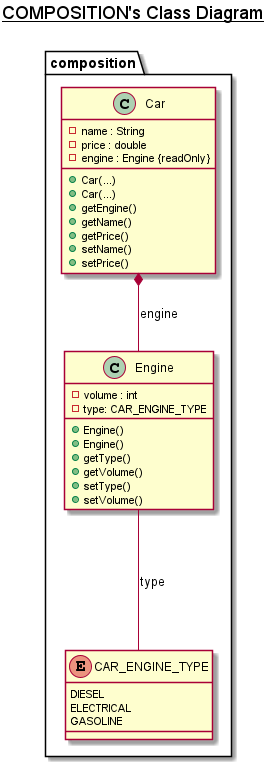 COMPOSITION's Class Diagram
composition
C Car
name : String
price : double
engine : Engine {readOnly}
Car(...)
Car(...)
getEngine()
getName()
getPrice()
setName()
setPrice()
engine
C Engine
volume : int
type: CAR_ENGINE_TYPE
Engine()
Engine()
getType()
getVolume()
setType()
setVolume()
type
E CAR_ENGINE_TYPE
DIESEL
ELECTRICAL
GASOLINE